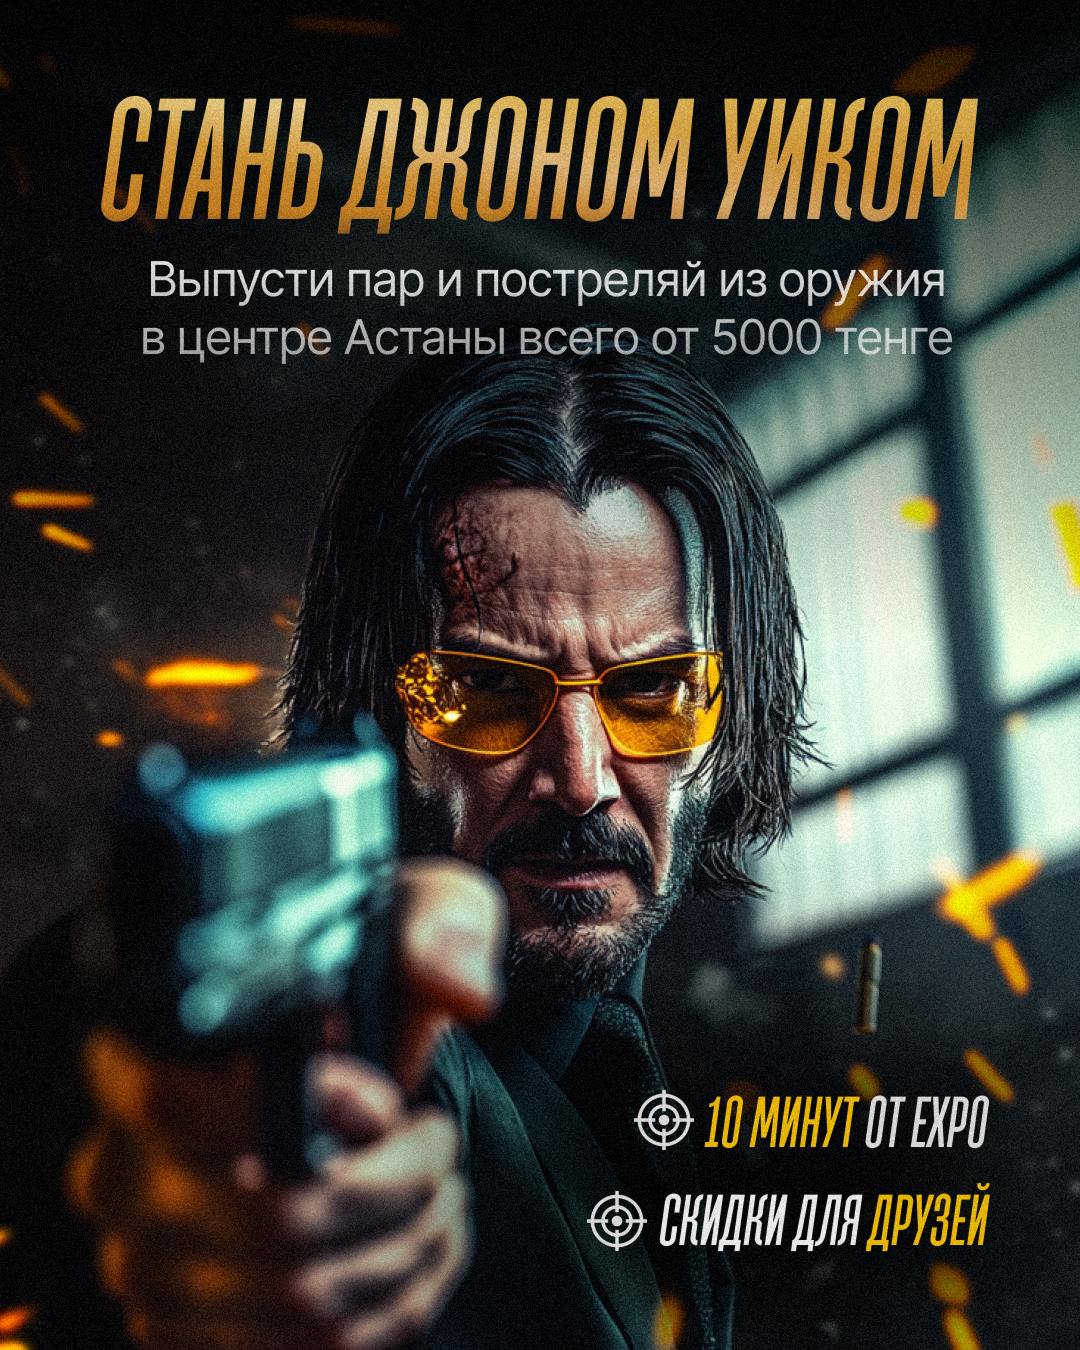 СТАНЬ ДЖОНОМ УИКОМ
Выпусти пар и постреляй из оружия
в центре Астаны всего от 5000 тенге
10 МИНУТ ОТ EXPO
СКИДКИ ДЛЯ ДРУЗЕЙ